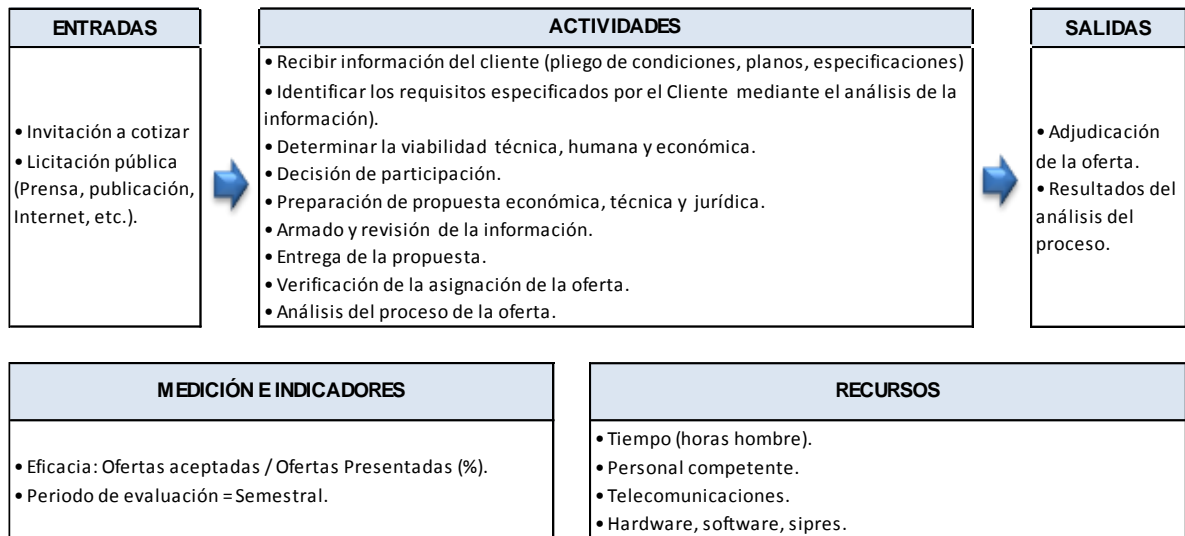 ENTRADAS
• Invitación a cotizar
• Licitación pública
(Prensa, publicación,
Internet, etc.).
ACTIVIDADES
• Recibir información del cliente (pliego de condiciones, planos, especificaciones)
• Identificar los requisitos especificados por el Cliente mediante el análisis de la
información).
• Determinar la viabilidad técnica, humana y económica.
• Decisión de participación.
• Preparación de propuesta económica, técnica y jurídica.
• Armado y revisión de la información.
• Entrega de la propuesta.
• Verificación de la asignación de la oferta.
• Análisis del proceso de la oferta.
SALIDAS
• Adjudicación
de la oferta.
• Resultados del
análisis del
proceso.
MEDICIÓN E INDICADORES
• Eficacia: Ofertas aceptadas / Ofertas Presentadas (%).
• Periodo de evaluación = Semestral.
RECURSOS
• Tiempo (horas hombre).
• Personal competente.
• Telecomunicaciones.
• Hardware, software, sipres.